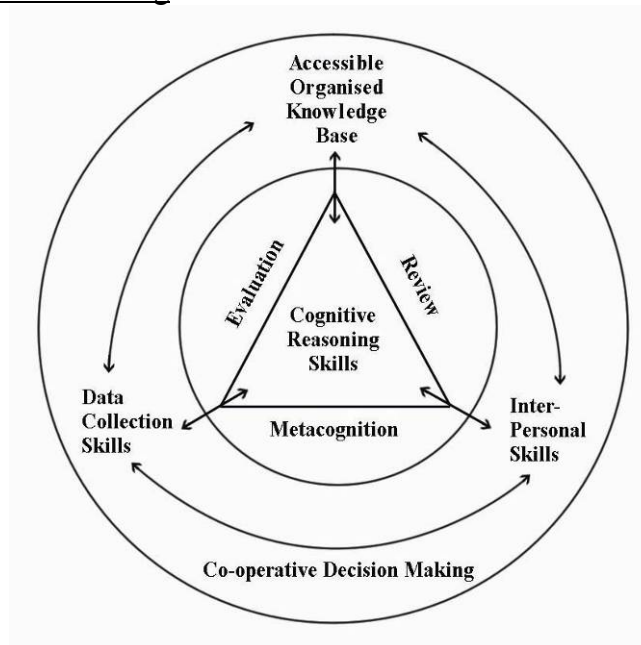 Accessible
Organised
Knowledge
Base
Evaluation
Review
Cognitive
Reasoning
Skills
Data
Collection
Skills
Metacognition
Inter-
Personal
Skills
Co-operative Decision Making